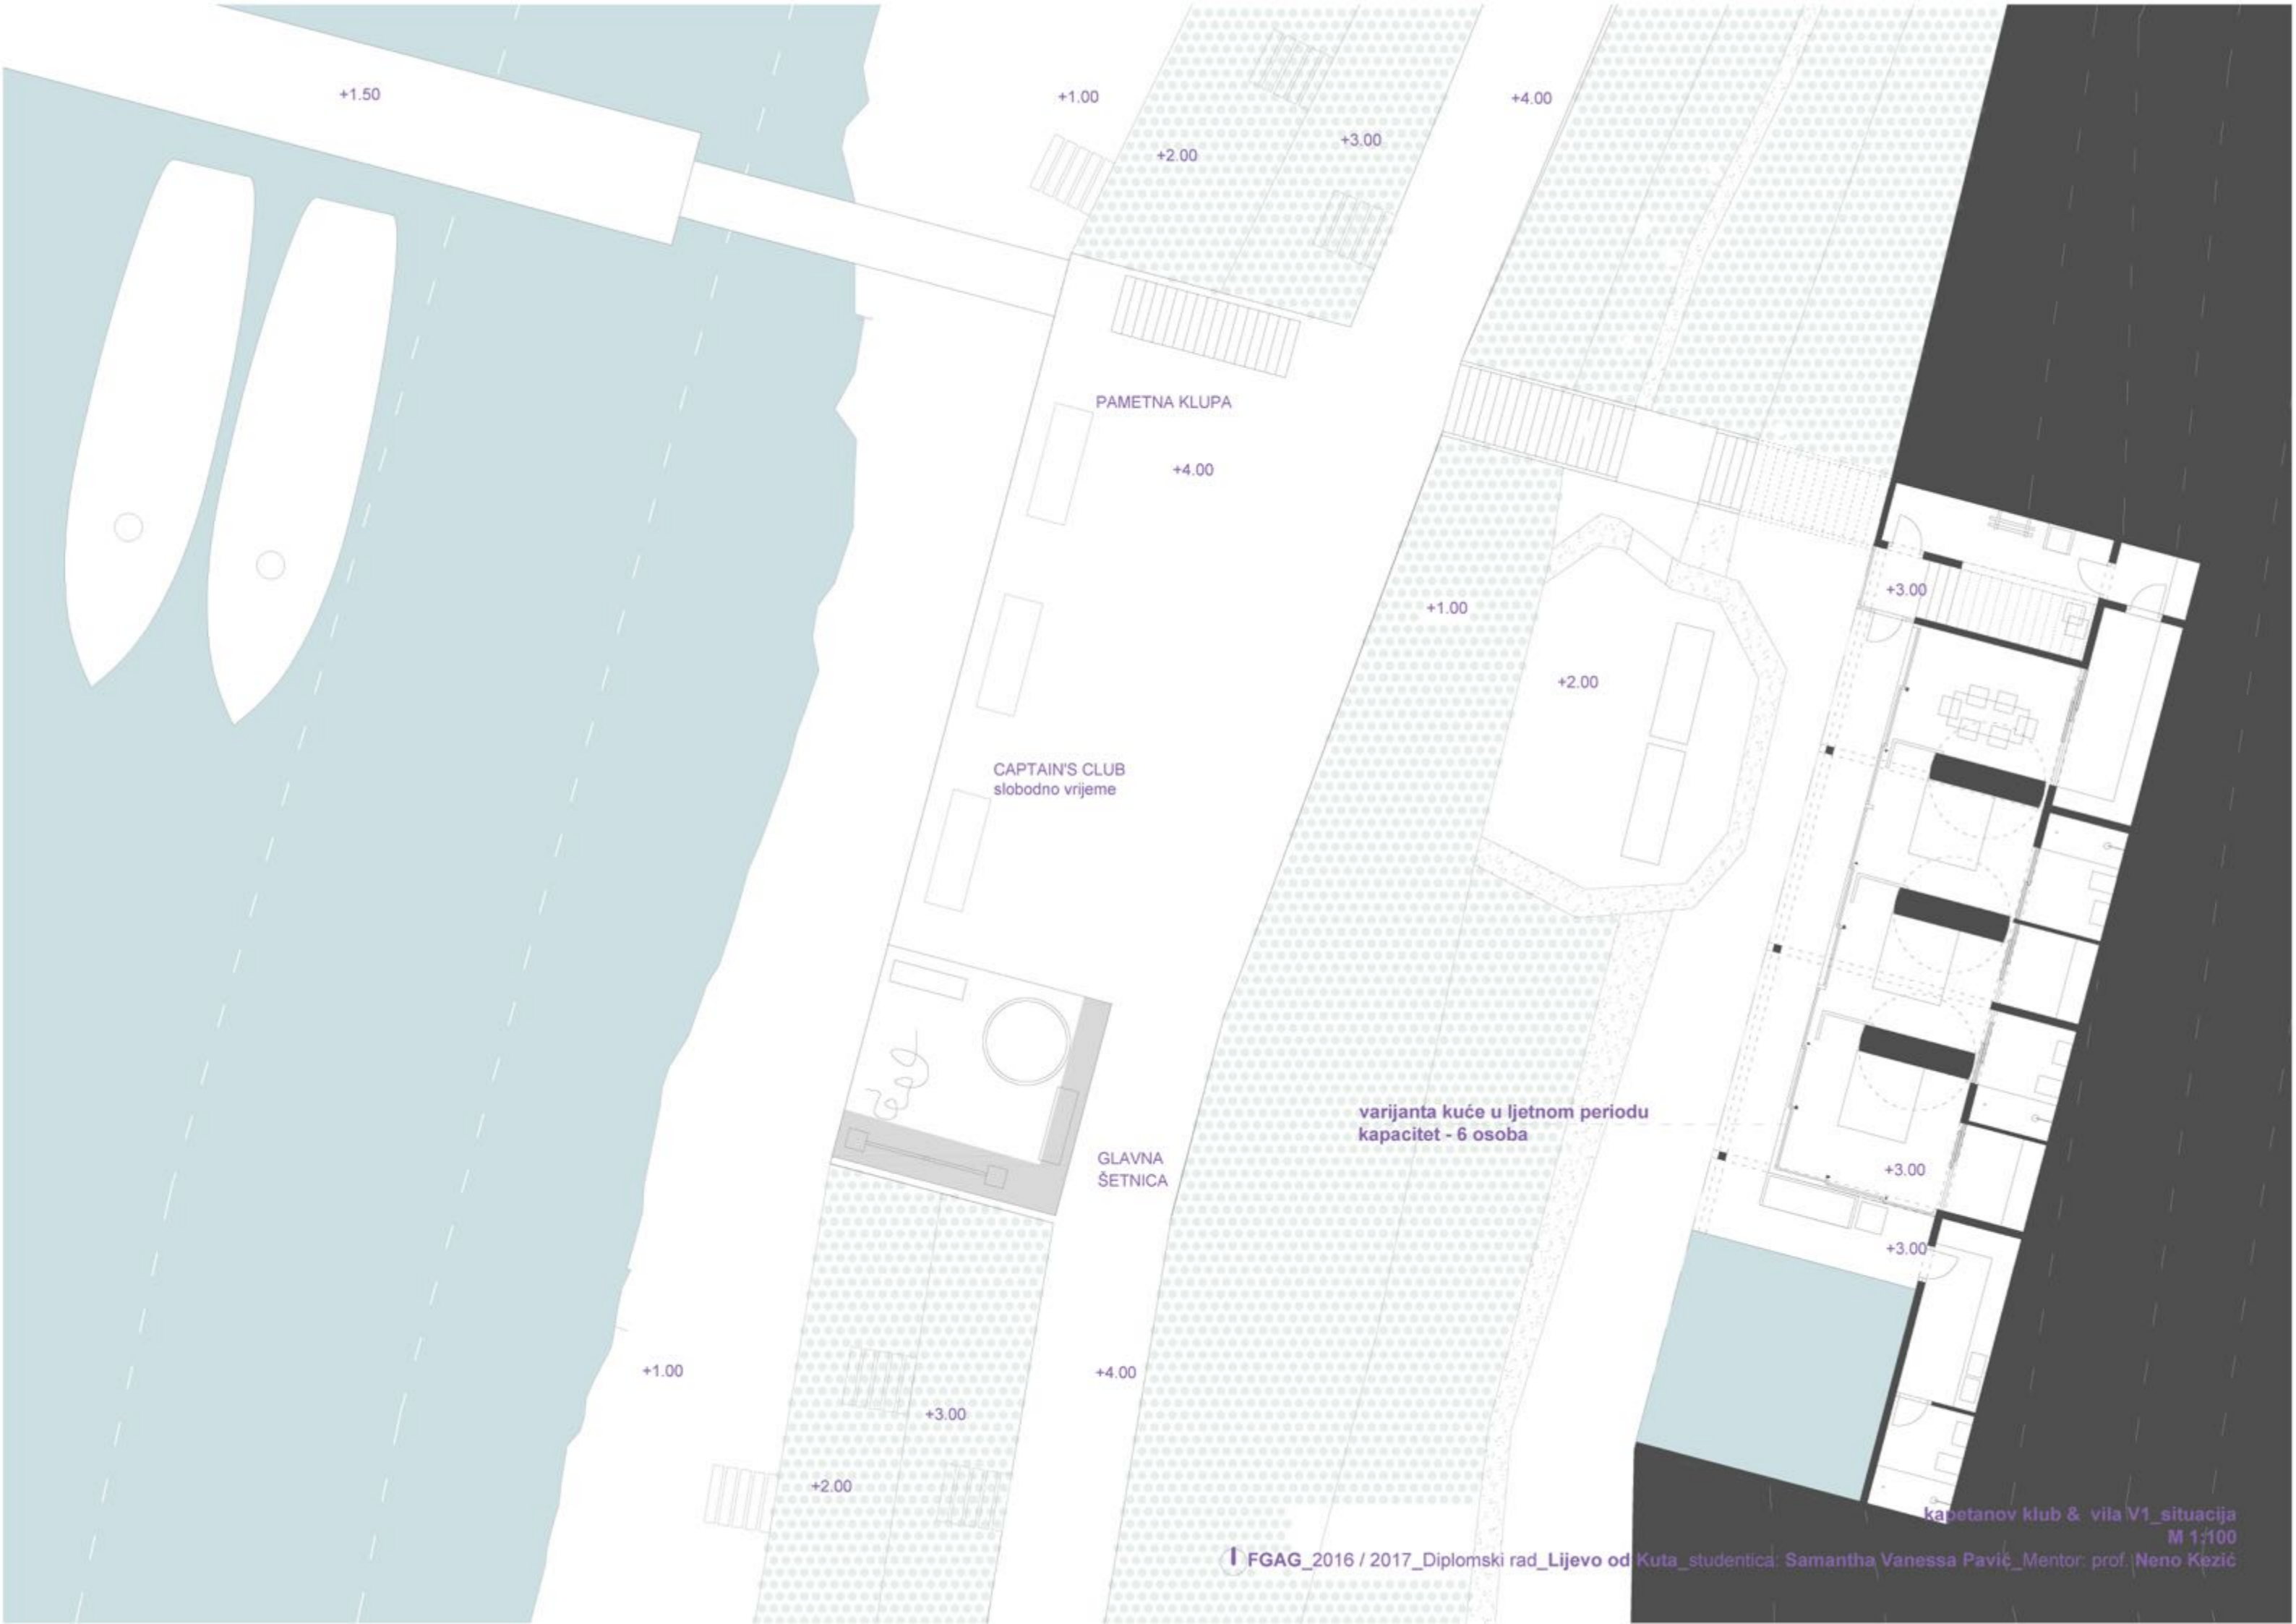 +1.50
+1.00
+4.00
+3.00
+2.00
PAMETNA KLUPA
+4.00
+3.00
+1.00
+2.00
CAPTAIN'S CLUB
slobodno vrijeme
varijanta kuće u ljetnom periodu
kapacitet - 6 osoba
GLAVNA
ŠETNICA
+3.00
+3.00
+1.00
+4.00
+3.00
+2.00
kapetanov klub & vila V1_situacija
M 1:100
FGAG_2016 / 2017_Diplomski rad_Lijevo od Kuta_studentica: Samantha Vanessa Pavić_Mentor: prof. Neno Kezić